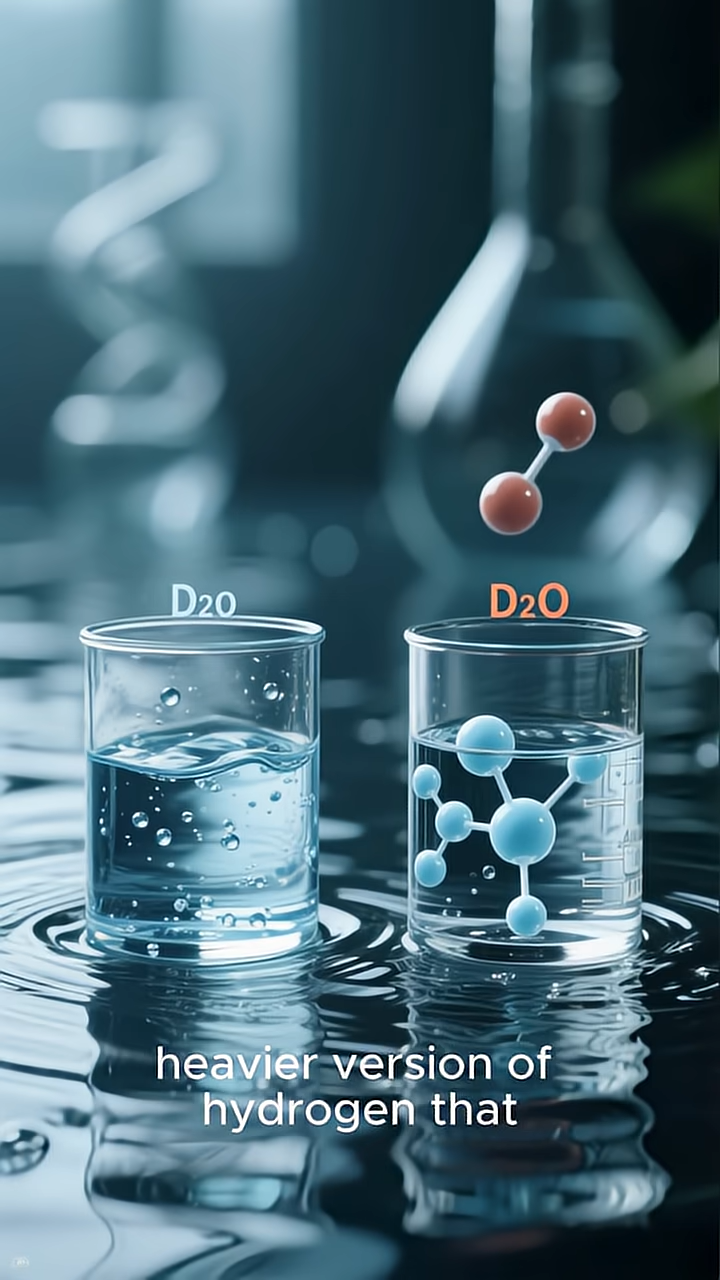 D₂O D₂O
heavier version of
hydrogen that